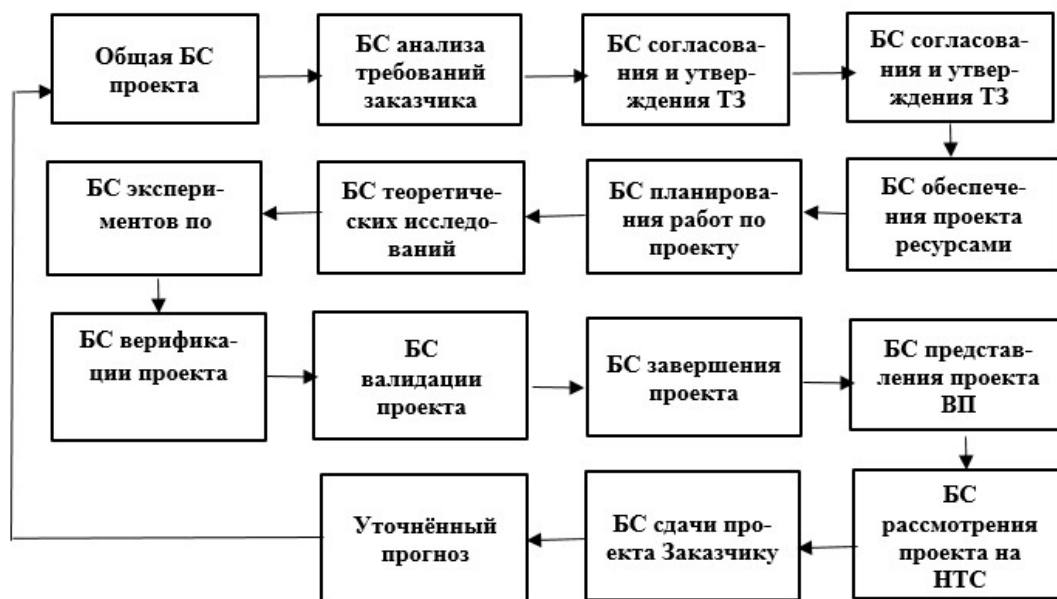 Общая БС
проекта
БС анализа
требований
заказчика
БС согласова-
ния и утвер-
ждения ТЗ
БС согласова-
ния и утвер-
ждения ТЗ
БС обеспече-
ния проекта
ресурсами
БС планирова-
ния работ по
проекту
БС теоретиче-
ских исследо-
ваний
БС экспери-
ментов по
БС верифика-
ции проекта
БС
валидации
проекта
БС завершения
проекта
БС представ-
ления проекта
ВП
БС
рассмотрения
проекта на
НТС
БС сдачи про-
екта Заказчику
Уточнённый
прогноз